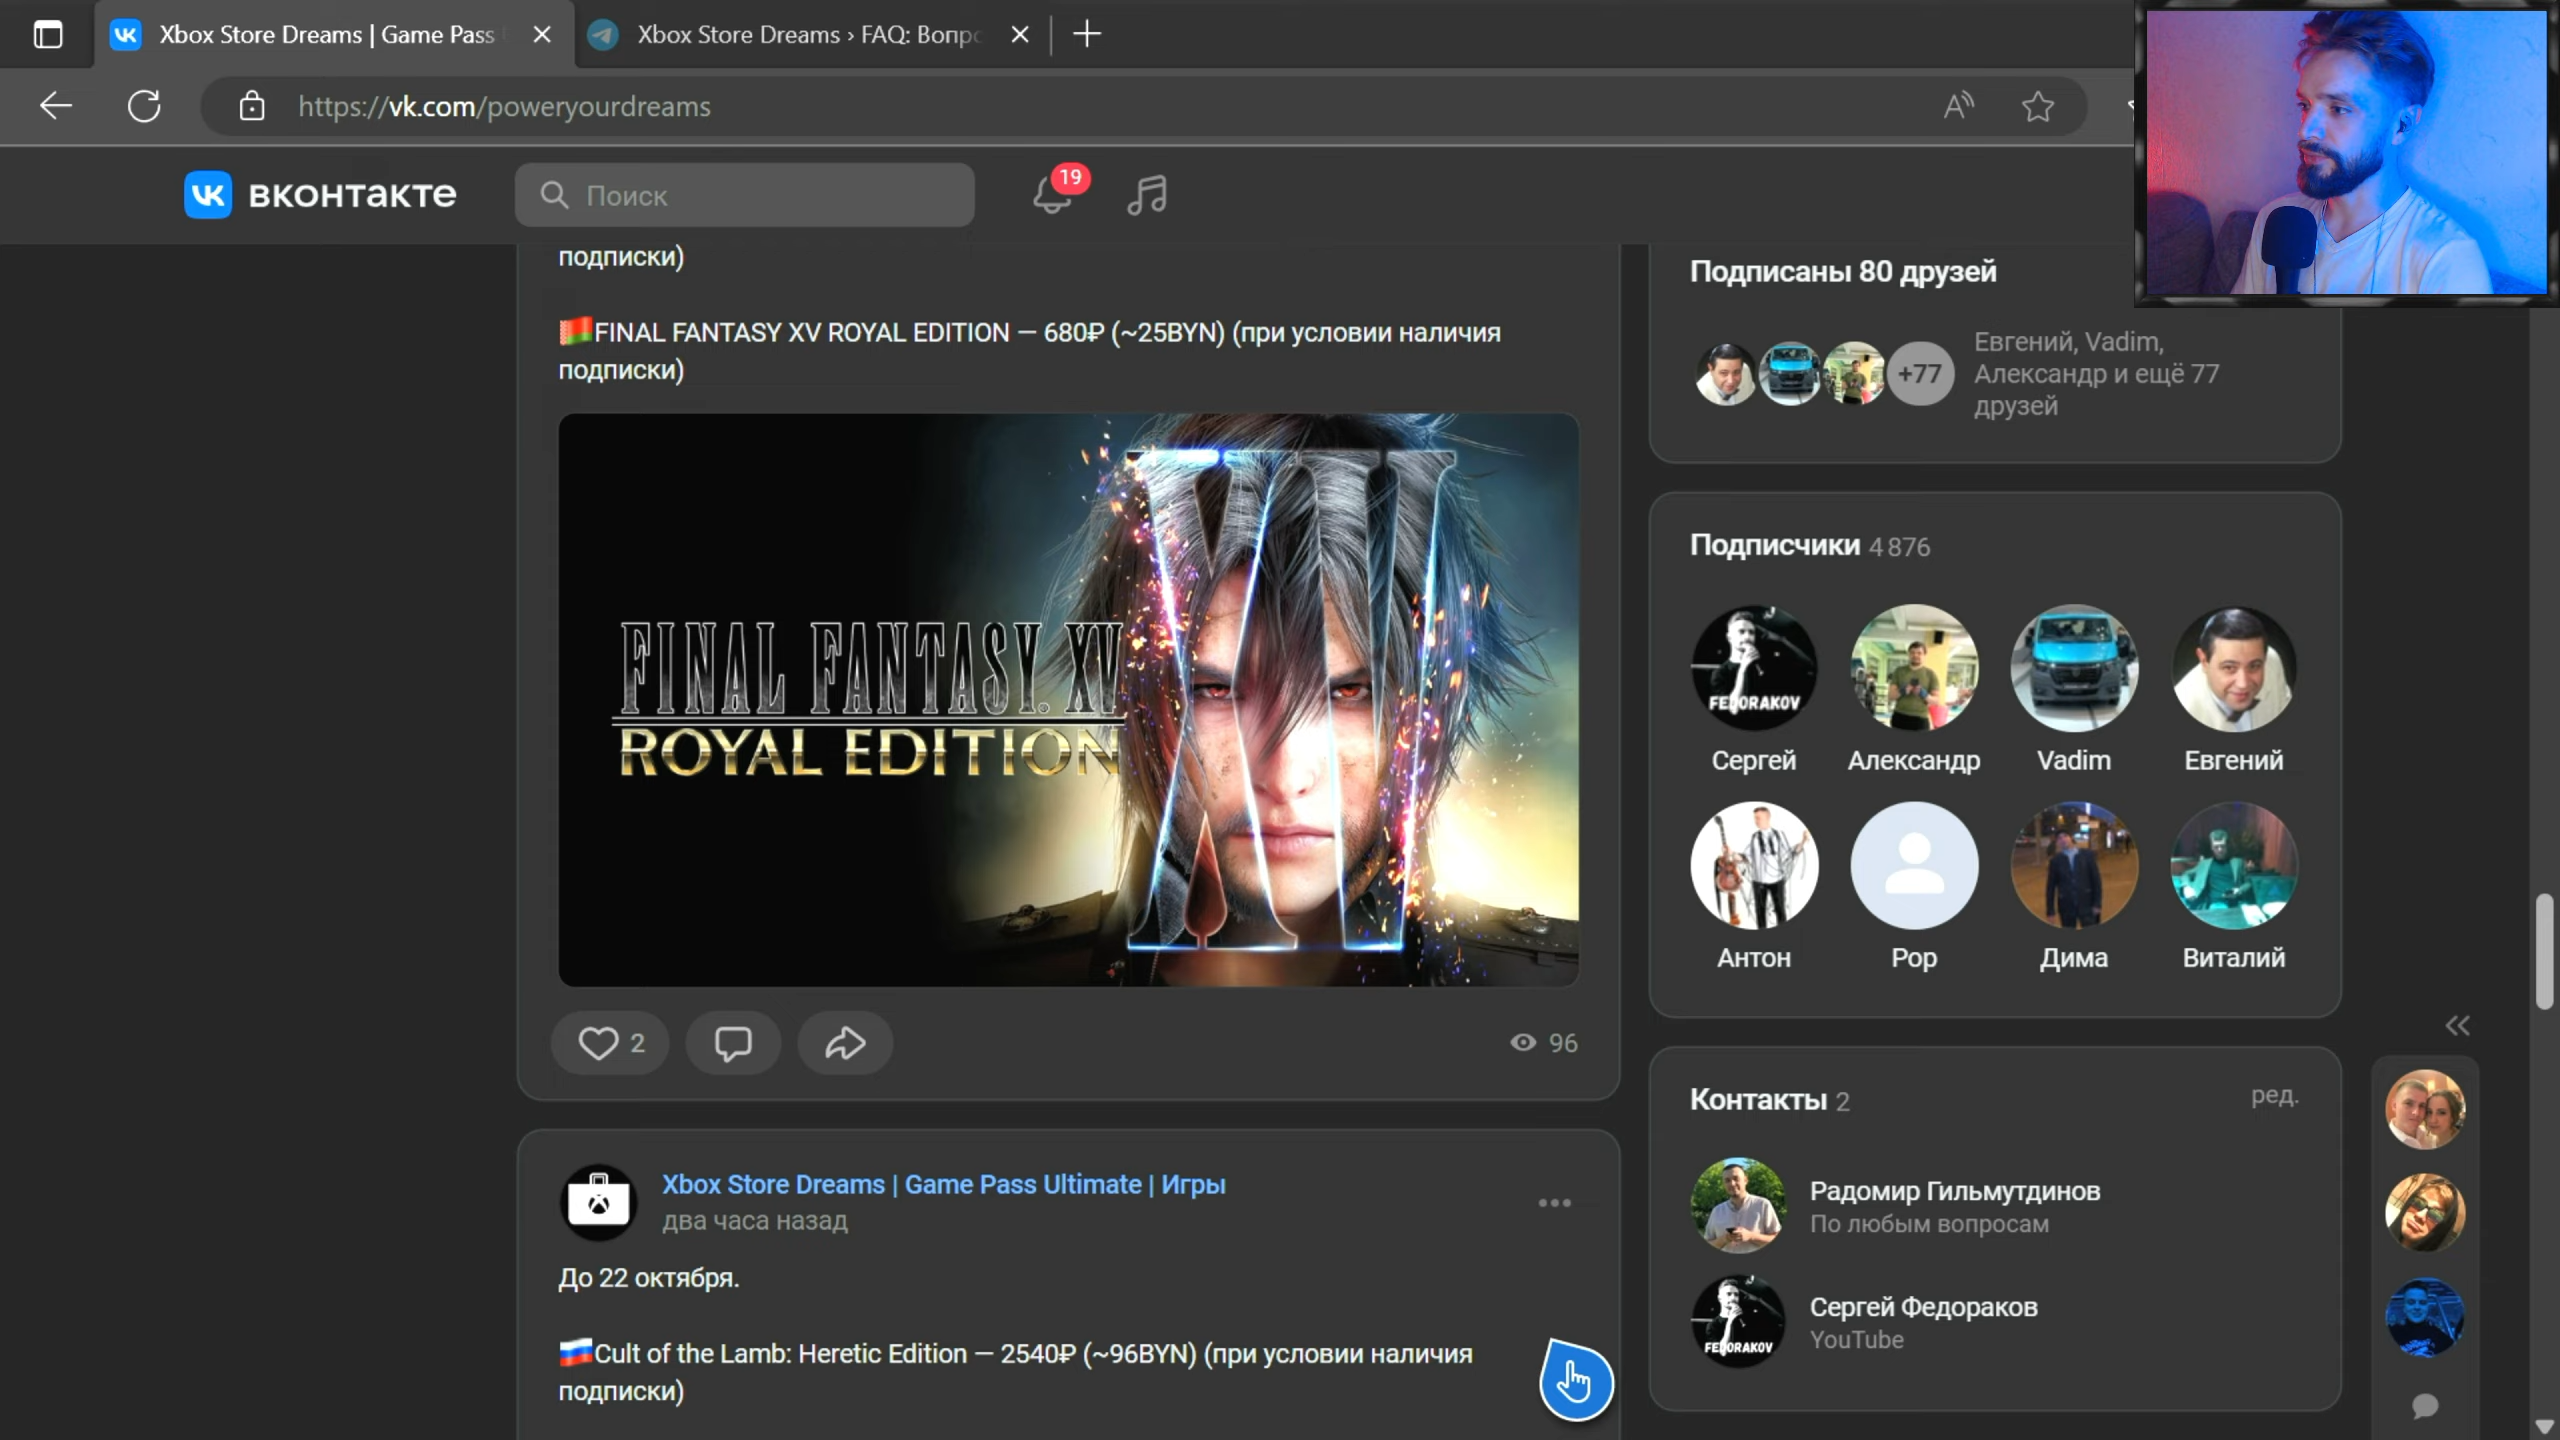 Xbox Store Dreams | Game Pass
Xbox Store Dreams › FAQ: Вопро
https://vk.com/poweryourdreams
вконтакте
Поиск
19
подписки)
FINAL FANTASY XV ROYAL EDITION — 680₽ (~25BYN) (при условии наличия
подписки)
FINAL FANTASY XV
ROYAL EDITION
2
96
Xbox Store Dreams | Game Pass Ultimate | Игры
два часа назад
До 22 октября.
Cult of the Lamb: Heretic Edition — 2540₽ (~96BYN) (при условии наличия
подписки)
Подписаны 80 друзей
+77
Евгений, Vadim,
Александр и ещё 77
друзей
Подписчики 4 876
FEDORAKOV
Сергей Александр Vadim Евгений
Антон Pop Дима Виталий
Контакты 2
ред.
Радомир Гильмутдинов
По любым вопросам
FEDORAKOV
Сергей Федораков
YouTube